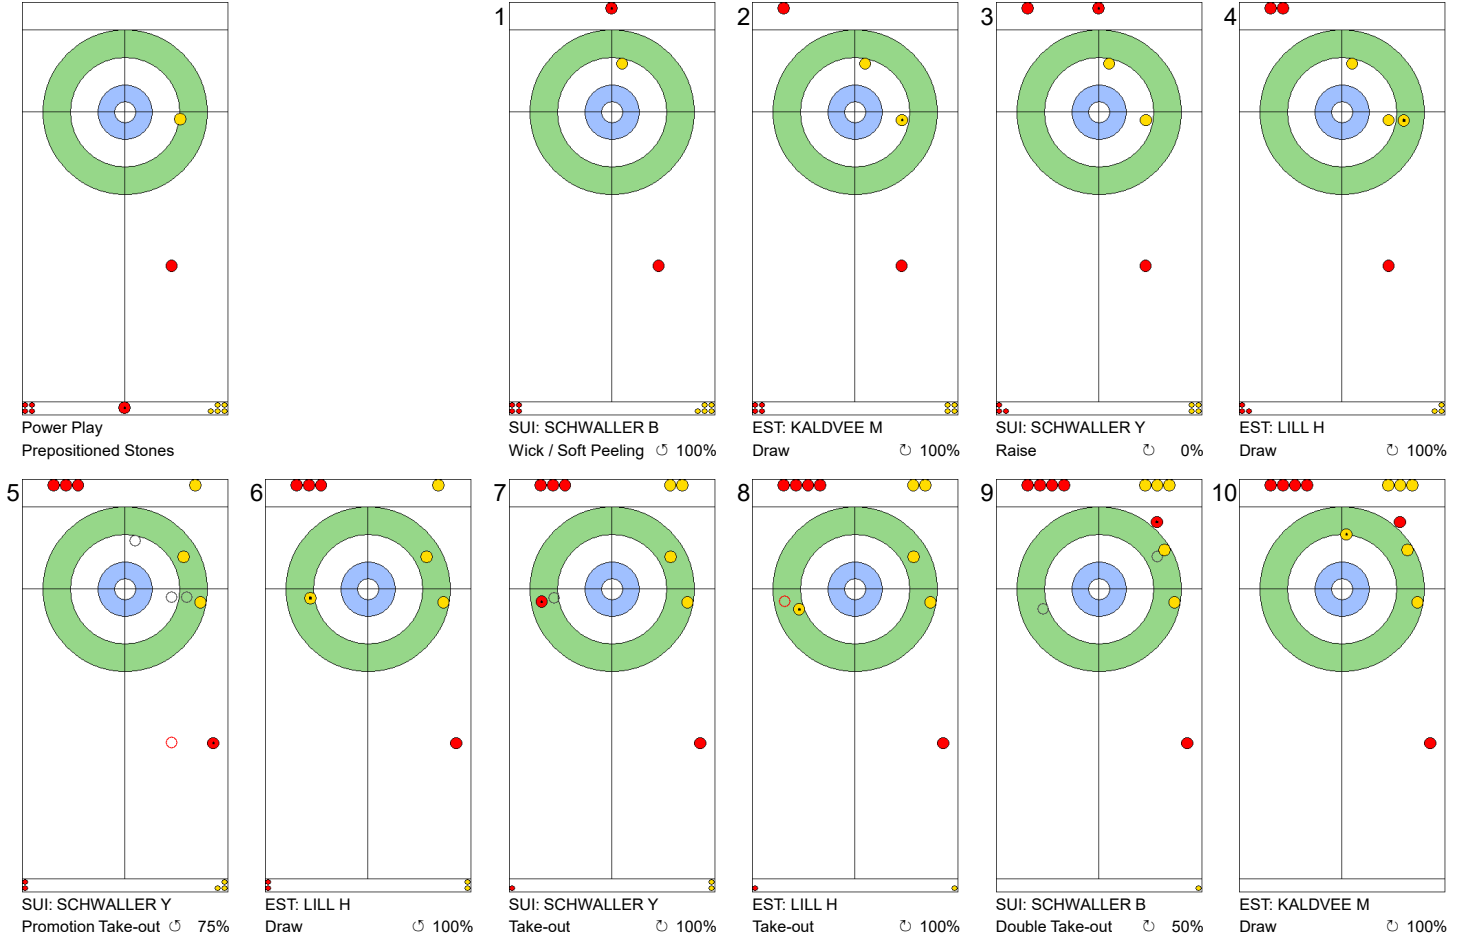 1
2
3
4
Power Play
Prepositioned Stones
SUI: SCHWALLER B
Wick / Soft Peeling ↺ 100%
EST: KALDVEE M
Draw ↻ 100%
SUI: SCHWALLER Y
Raise ↻ 0%
EST: LILL H
Draw ↻ 100%
5
6
7
8
9
10
SUI: SCHWALLER Y
Promotion Take-out ↺ 75%
EST: LILL H
Draw ↺ 100%
SUI: SCHWALLER Y
Take-out ↻ 100%
EST: LILL H
Take-out ↻ 100%
SUI: SCHWALLER B
Double Take-out ↻ 50%
EST: KALDVEE M
Draw ↻ 100%